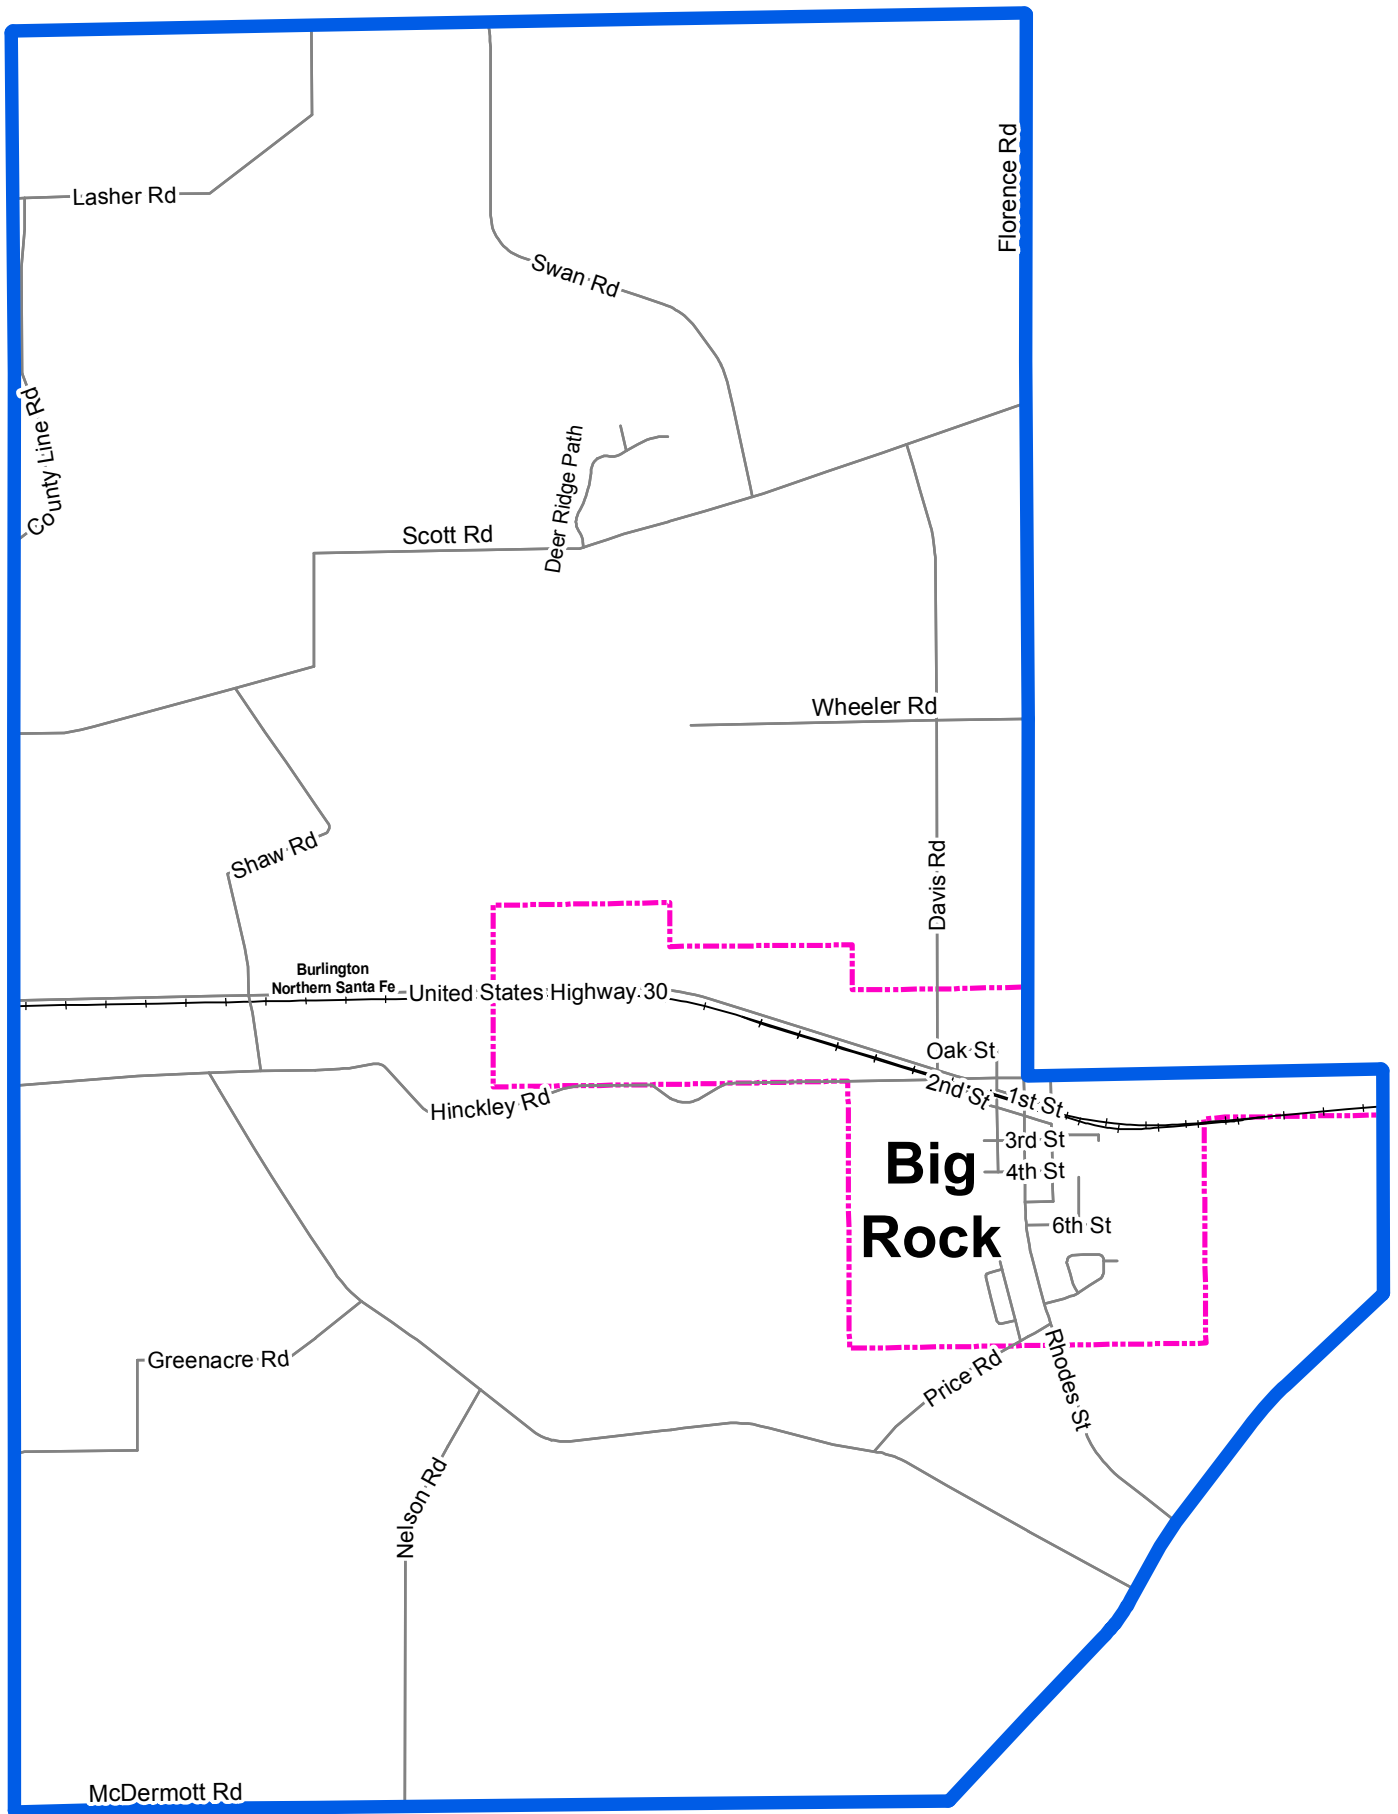 Florence Rd
Lasher Rd
Swan Rd
County Line Rd
Deer Ridge Path
Scott Rd
Wheeler Rd
Shaw Rd
Davis Rd
Burlington
Northern Santa Fe
United States Highway 30
Oak St
2nd St
1st St
Hinckley Rd
3rd St
Big
4th St
Rock
6th St
Greenacre Rd
Price Rd
Rhodes St
Nelson Rd
McDermott Rd